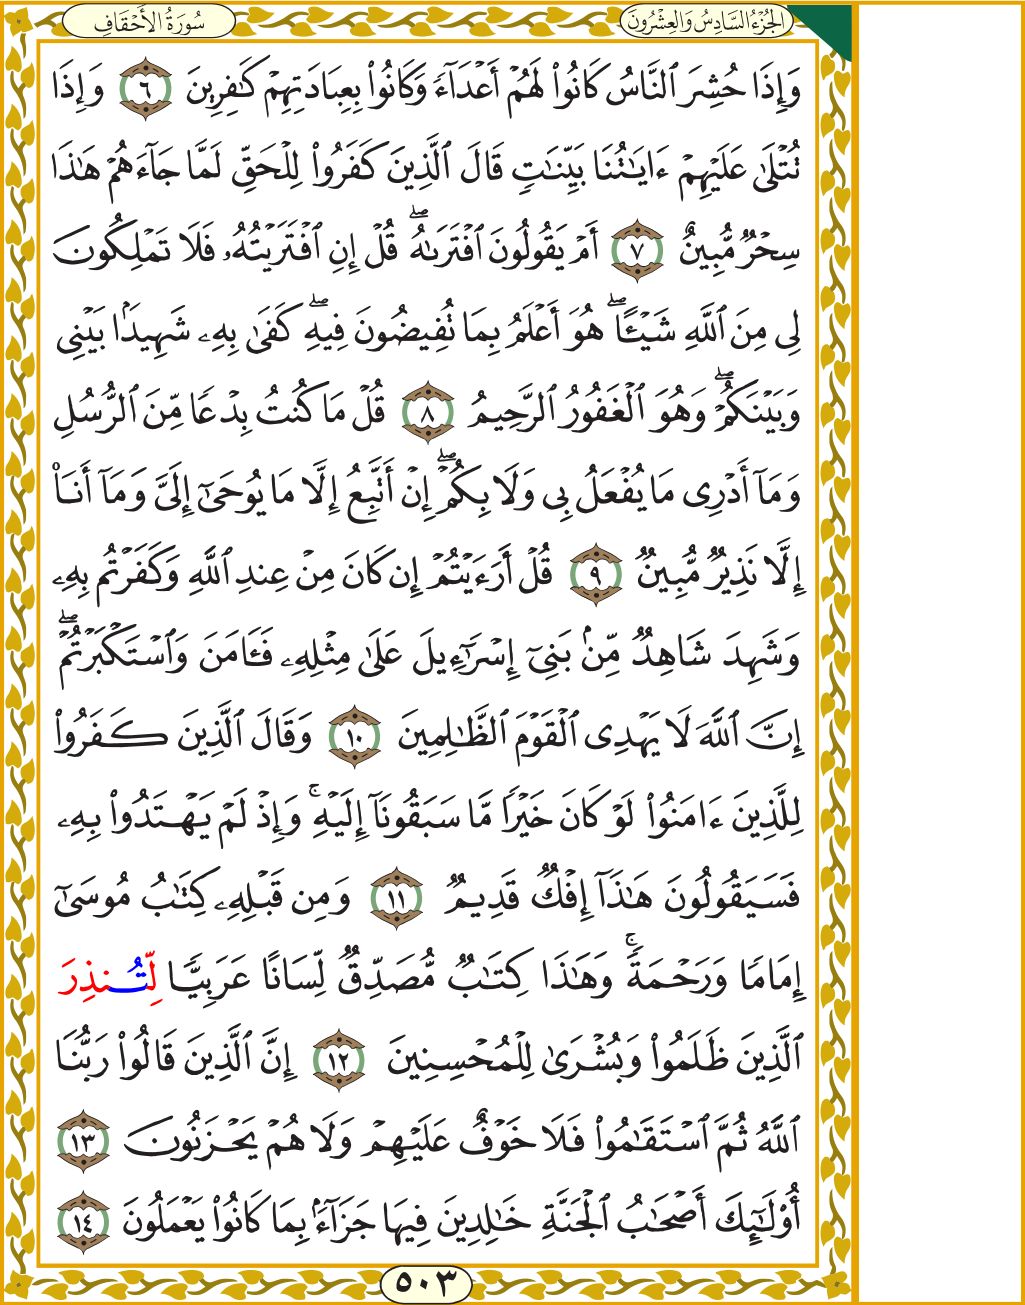 سُورَةُ الأَحْقَافِ
الجُزْءُ السَّادِسُ وَالعِشْرُونَ
وَإِذَا حُشِرَ ٱلنَّاسُ كَانُوا۟ لَهُمْ أَعْدَآءً وَكَانُوا۟ بِعِبَادَتِهِمْ كَـٰفِرِينَ ٦ وَإِذَا
تُتْلَىٰ عَلَيْهِمْ ءَايَـٰتُنَا بَيِّنَـٰتٍ قَالَ ٱلَّذِينَ كَفَرُوا۟ لِلْحَقِّ لَمَّا جَآءَهُمْ هَـٰذَا
سِحْرٌ مُّبِينٌ ٧ أَمْ يَقُولُونَ ٱفْتَرَىٰهُ ۖ قُلْ إِنِ ٱفْتَرَيْتُهُۥ فَلَا تَمْلِكُونَ
لِى مِنَ ٱللَّهِ شَيْـًٔا ۖ هُوَ أَعْلَمُ بِمَا تُفِيضُونَ فِيهِ ۖ كَفَىٰ بِهِۦ شَهِيدًۢا بَيْنِى
وَبَيْنَكُمْ ۖ وَهُوَ ٱلْغَفُورُ ٱلرَّحِيمُ ٨ قُلْ مَا كُنتُ بِدْعًا مِّنَ ٱلرُّسُلِ
وَمَآ أَدْرِى مَا يُفْعَلُ بِى وَلَا بِكُمْ ۖ إِنْ أَتَّبِعُ إِلَّا مَا يُوحَىٰٓ إِلَىَّ وَمَآ أَنَا۠
إِلَّا نَذِيرٌ مُّبِينٌ ٩ قُلْ أَرَءَيْتُمْ إِن كَانَ مِنْ عِندِ ٱللَّهِ وَكَفَرْتُم بِهِۦ
وَشَهِدَ شَاهِدٌ مِّنۢ بَنِىٓ إِسْرَٰٓءِيلَ عَلَىٰ مِثْلِهِۦ فَـَٔامَنَ وَٱسْتَكْبَرْتُمْ ۖ
إِنَّ ٱللَّهَ لَا يَهْدِى ٱلْقَوْمَ ٱلظَّـٰلِمِينَ ١٠ وَقَالَ ٱلَّذِينَ كَفَرُوا۟
لِلَّذِينَ ءَامَنُوا۟ لَوْ كَانَ خَيْرًا مَّا سَبَقُونَآ إِلَيْهِ ۚ وَإِذْ لَمْ يَهْتَدُوا۟ بِهِۦ
فَسَيَقُولُونَ هَـٰذَآ إِفْكٌ قَدِيمٌ ١١ وَمِن قَبْلِهِۦ كِتَـٰبُ مُوسَىٰٓ
إِمَامًا وَرَحْمَةً ۚ وَهَـٰذَا كِتَـٰبٌ مُّصَدِّقٌ لِّسَانًا عَرَبِيًّا لِّتُنذِرَ
ٱلَّذِينَ ظَلَمُوا۟ وَبُشْرَىٰ لِلْمُحْسِنِينَ ١٢ إِنَّ ٱلَّذِينَ قَالُوا۟ رَبُّنَا
ٱللَّهُ ثُمَّ ٱسْتَقَـٰمُوا۟ فَلَا خَوْفٌ عَلَيْهِمْ وَلَا هُمْ يَحْزَنُونَ ١٣
أُو۟لَـٰٓئِكَ أَصْحَـٰبُ ٱلْجَنَّةِ خَـٰلِدِينَ فِيهَا جَزَآءًۢ بِمَا كَانُوا۟ يَعْمَلُونَ ١٤
٥٠٣